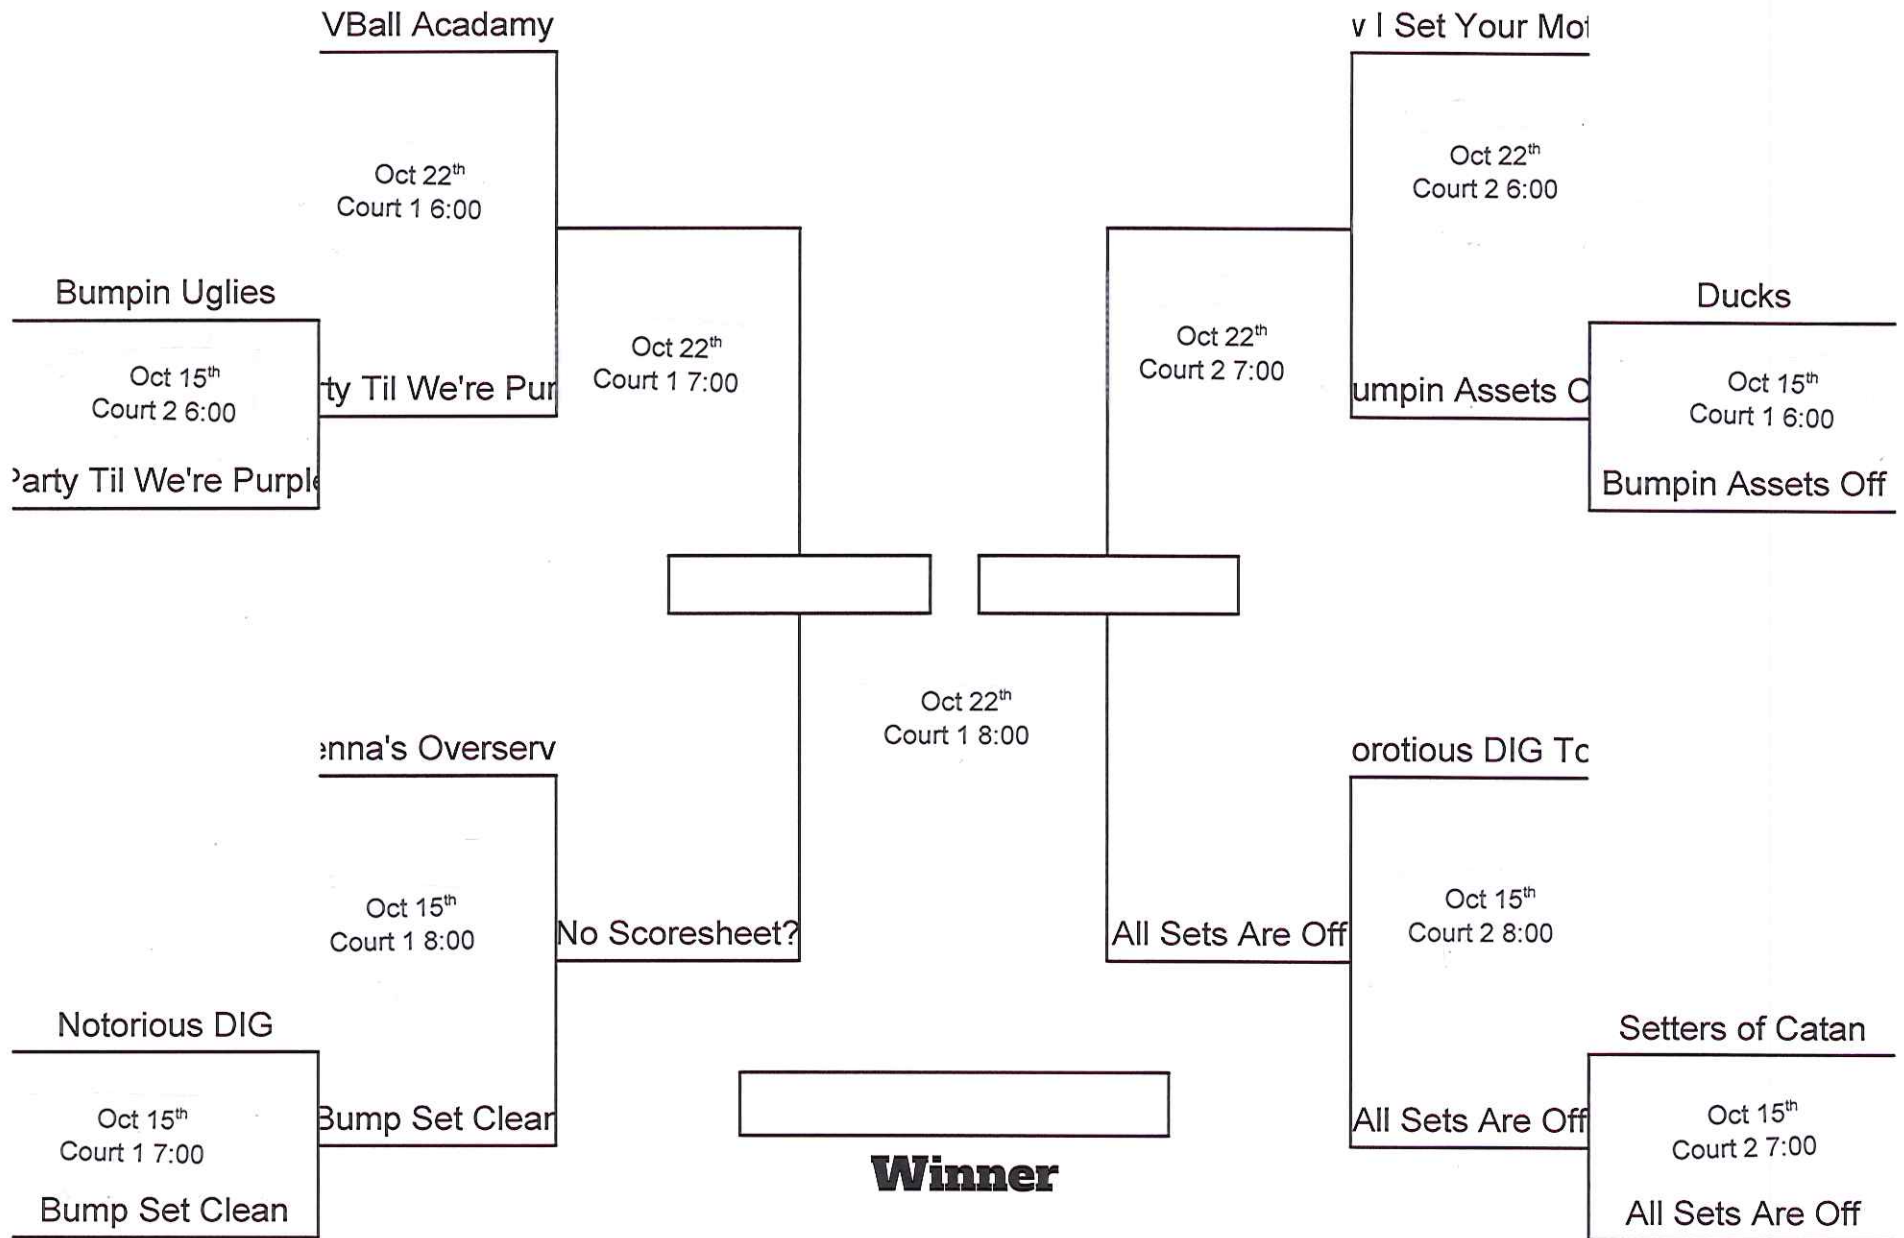 VBall Acadamy
v I Set Your Mot
Oct 22th
Court 1 6:00
Oct 22th
Court 2 6:00
Bumpin Uglies
Ducks
Oct 15th
Court 2 6:00
ty Til We're Pur
Oct 22th
Court 1 7:00
Oct 22th
Court 2 7:00
umpin Assets O
Oct 15th
Court 1 6:00
Party Til We're Purple
Bumpin Assets Off
Oct 22th
Court 1 8:00
enna's Overserv
orotious DIG To
Oct 15th
Court 1 8:00
No Scoresheet?
All Sets Are Off
Oct 15th
Court 2 8:00
Notorious DIG
Setters of Catan
Oct 15th
Court 1 7:00
Bump Set Clean
All Sets Are Off
Oct 15th
Court 2 7:00
Bump Set Clean
Winner
All Sets Are Off